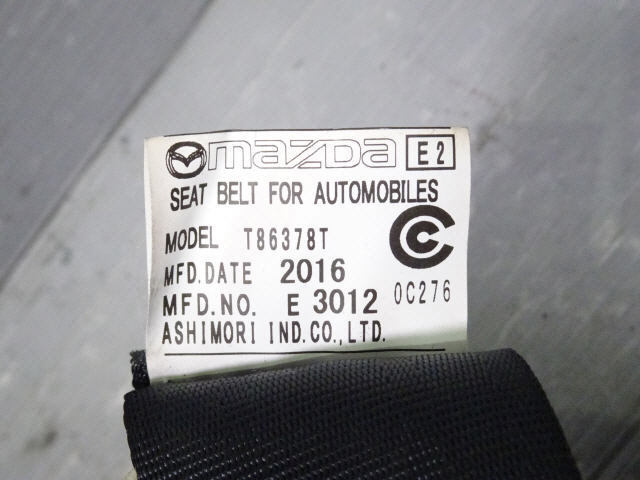 mazda E2
SEAT BELT FOR AUTOMOBILES
MODEL T86378T
MFD.DATE 2016
MFD.NO. E 3012 0C276
ASHIMORI IND.CO.,LTD.